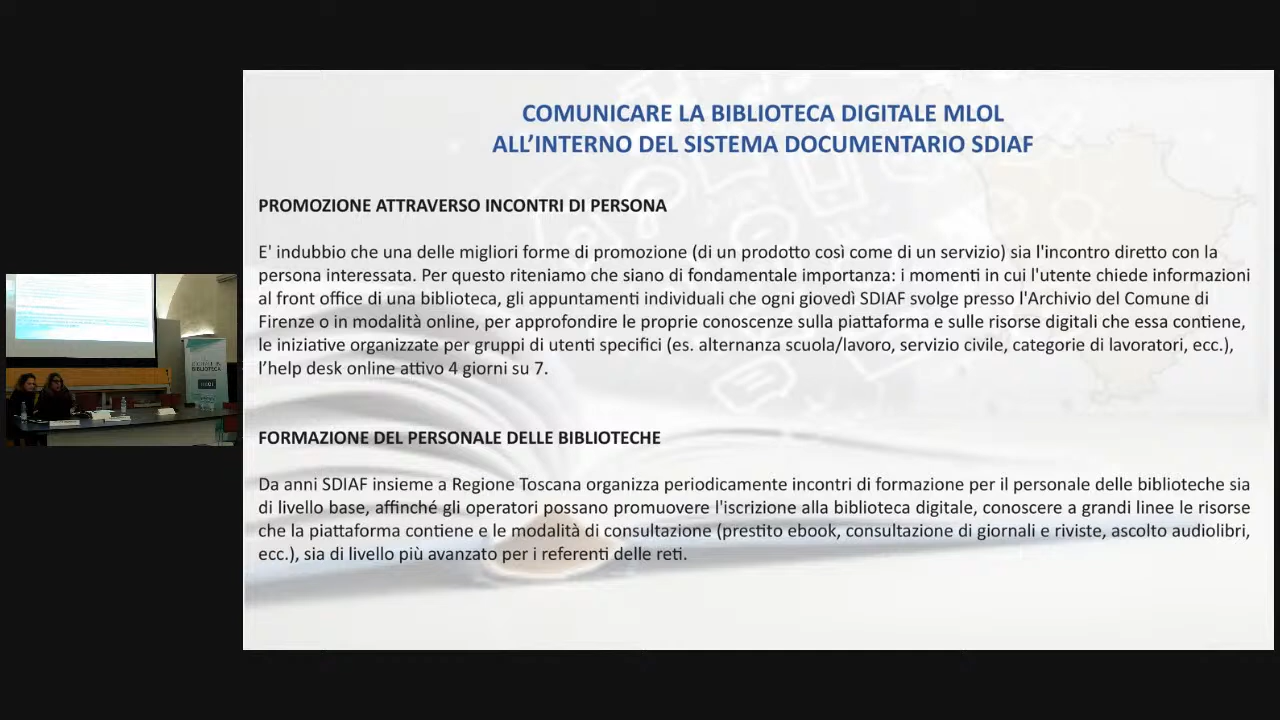 COMUNICARE LA BIBLIOTECA DIGITALE MLOL
ALL’INTERNO DEL SISTEMA DOCUMENTARIO SDIAF
PROMOZIONE ATTRAVERSO INCONTRI DI PERSONA
E' indubbio che una delle migliori forme di promozione (di un prodotto così come di un servizio) sia l'incontro diretto con la
persona interessata. Per questo riteniamo che siano di fondamentale importanza: i momenti in cui l'utente chiede informazioni
al front office di una biblioteca, gli appuntamenti individuali che ogni giovedì SDIAF svolge presso l'Archivio del Comune di
Firenze o in modalità online, per approfondire le proprie conoscenze sulla piattaforma e sulle risorse digitali che essa contiene,
le iniziative organizzate per gruppi di utenti specifici (es. alternanza scuola/lavoro, servizio civile, categorie di lavoratori, ecc.),
l’help desk online attivo 4 giorni su 7.
FORMAZIONE DEL PERSONALE DELLE BIBLIOTECHE
Da anni SDIAF insieme a Regione Toscana organizza periodicamente incontri di formazione per il personale delle biblioteche sia
di livello base, affinché gli operatori possano promuovere l'iscrizione alla biblioteca digitale, conoscere a grandi linee le risorse
che la piattaforma contiene e le modalità di consultazione (prestito ebook, consultazione di giornali e riviste, ascolto audiolibri,
ecc.), sia di livello più avanzato per i referenti delle reti.
BIBLIOTECA